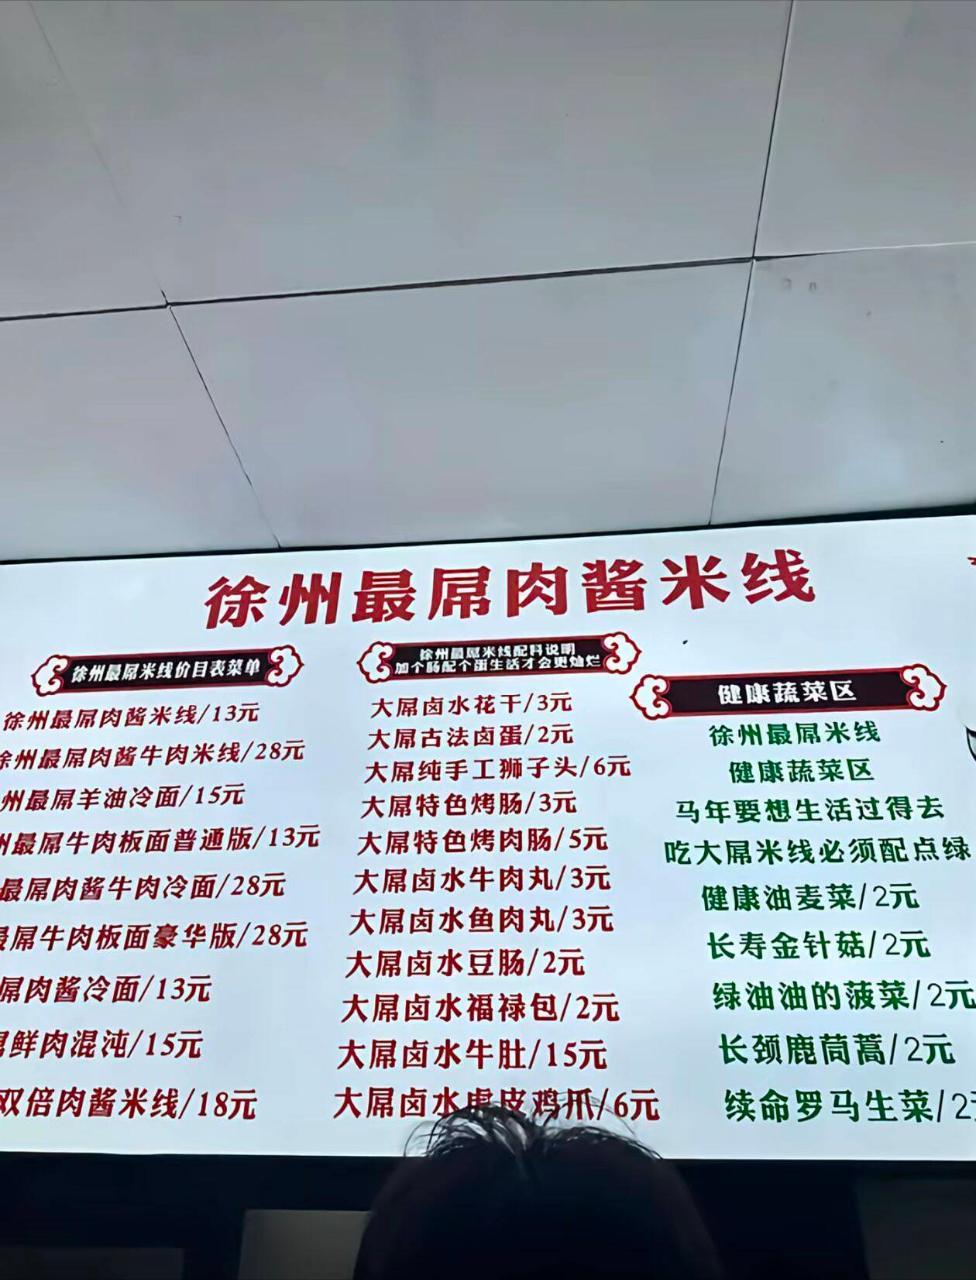 徐州最屌肉酱米线
徐州最屌米线价目表菜单
徐州最屌肉酱米线/13元
徐州最屌肉酱牛肉米线/28元
州最屌羊油冷面/15元
州最屌牛肉板面普通版/13元
最屌肉酱牛肉冷面/28元
最屌牛肉板面豪华版/28元
屌肉酱冷面/13元
鲜肉混沌/15元
双倍肉酱米线/18元
徐州最屌米线配料说明
加个肠配个蛋生活才会更灿烂
大屌卤水花干/3元
大屌古法卤蛋/2元
大屌纯手工狮子头/6元
大屌特色烤肠/3元
大屌特色烤肉肠/5元
大屌卤水牛肉丸/3元
大屌卤水鱼肉丸/3元
大屌卤水豆肠/2元
大屌卤水福禄包/2元
大屌卤水牛肚/15元
大屌卤水虎皮鸡爪/6元
健康蔬菜区
徐州最屌米线
健康蔬菜区
马年要想生活过得去
吃大屌米线必须配点绿
健康油麦菜/2元
长寿金针菇/2元
绿油油的菠菜/2元
长颈鹿茼蒿/2元
续命罗马生菜/2